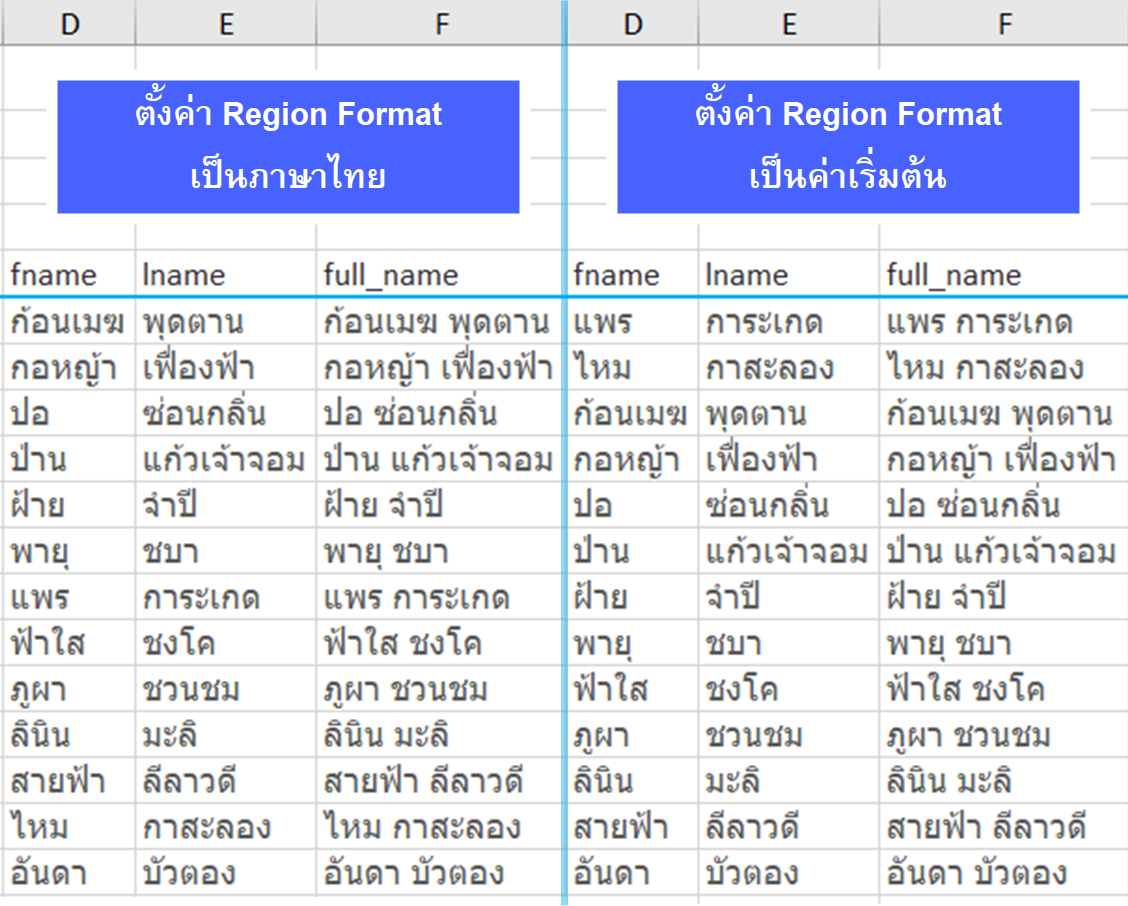 D E F D E F
ตั้งค่า Region Format
เป็นภาษาไทย
ตั้งค่า Region Format
เป็นค่าเริ่มต้น
fname lname full_name fname lname full_name
ก้อนเมฆ พุดตาน ก้อนเมฆ พุดตาน แพร การะเกด แพร การะเกด
กอหญ้า เฟื่องฟ้า กอหญ้า เฟื่องฟ้า ไหม กาสะลอง ไหม กาสะลอง
ปอ ซ่อนกลิ่น ปอ ซ่อนกลิ่น ก้อนเมฆ พุดตาน ก้อนเมฆ พุดตาน
ป่าน แก้วเจ้าจอม ป่าน แก้วเจ้าจอม กอหญ้า เฟื่องฟ้า กอหญ้า เฟื่องฟ้า
ฝ้าย จำปี ฝ้าย จำปี ปอ ซ่อนกลิ่น ปอ ซ่อนกลิ่น
พายุ ชบา พายุ ชบา ป่าน แก้วเจ้าจอม ป่าน แก้วเจ้าจอม
แพร การะเกด แพร การะเกด ฝ้าย จำปี ฝ้าย จำปี
ฟ้าใส ชงโค ฟ้าใส ชงโค พายุ ชบา พายุ ชบา
ภูผา ชวนชม ภูผา ชวนชม ฟ้าใส ชงโค ฟ้าใส ชงโค
ลินิน มะลิ ลินิน มะลิ ภูผา ชวนชม ภูผา ชวนชม
สายฟ้า ลีลาวดี สายฟ้า ลีลาวดี ลินิน มะลิ ลินิน มะลิ
ไหม กาสะลอง ไหม กาสะลอง สายฟ้า ลีลาวดี สายฟ้า ลีลาวดี
อันดา บัวตอง อันดา บัวตอง อันดา บัวตอง อันดา บัวตอง